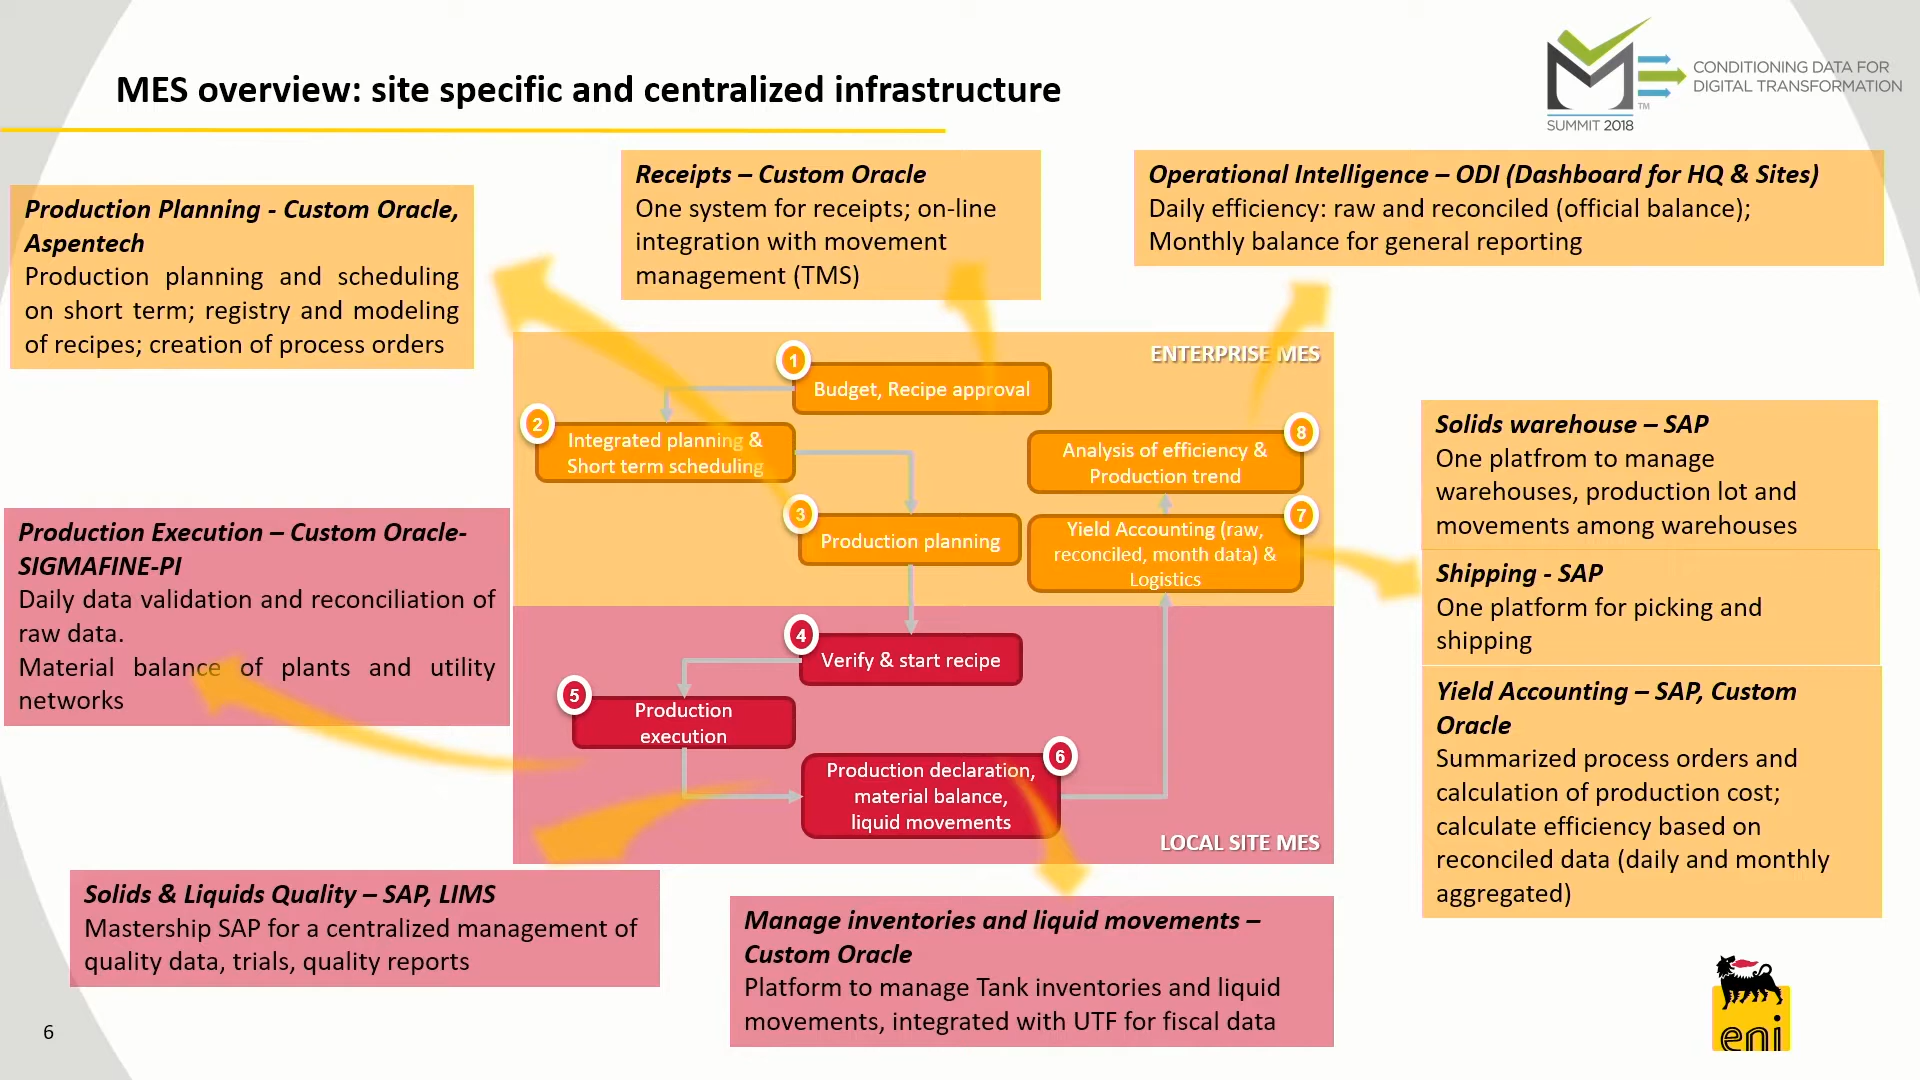 MES overview: site specific and centralized infrastructure
CONDITIONING DATA FOR
DIGITAL TRANSFORMATION
TM
SUMMIT 2018
Production Planning - Custom Oracle,
Aspentech
Production planning and scheduling
on short term; registry and modeling
of recipes; creation of process orders
Receipts – Custom Oracle
One system for receipts; on-line
integration with movement
management (TMS)
Operational Intelligence – ODI (Dashboard for HQ & Sites)
Daily efficiency: raw and reconciled (official balance);
Monthly balance for general reporting
ENTERPRISE MES
1
Budget, Recipe approval
2
Integrated planning &
Short term scheduling
3
Production planning
8
Analysis of efficiency &
Production trend
7
Yield Accounting (raw,
reconciled, month data) &
Logistics
4
Verify & start recipe
5
Production
execution
6
Production declaration,
material balance,
liquid movements
LOCAL SITE MES
Production Execution – Custom Oracle-
SIGMAFINE-PI
Daily data validation and reconciliation of
raw data.
Material balance of plants and utility
networks
Solids warehouse – SAP
One platfrom to manage
warehouses, production lot and
movements among warehouses
Shipping - SAP
One platform for picking and
shipping
Yield Accounting – SAP, Custom
Oracle
Summarized process orders and
calculation of production cost;
calculate efficiency based on
reconciled data (daily and monthly
aggregated)
Solids & Liquids Quality – SAP, LIMS
Mastership SAP for a centralized management of
quality data, trials, quality reports
Manage inventories and liquid movements –
Custom Oracle
Platform to manage Tank inventories and liquid
movements, integrated with UTF for fiscal data
eni
6